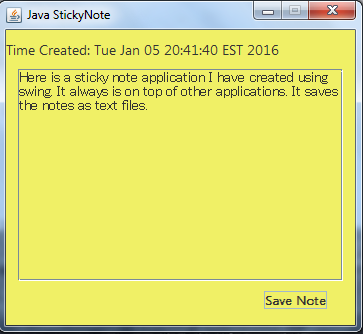 Java StickyNote
Time Created: Tue Jan 05 20:41:40 EST 2016
Here is a sticky note application I have created using
swing. It always is on top of other applications. It saves
the notes as text files.
Save Note